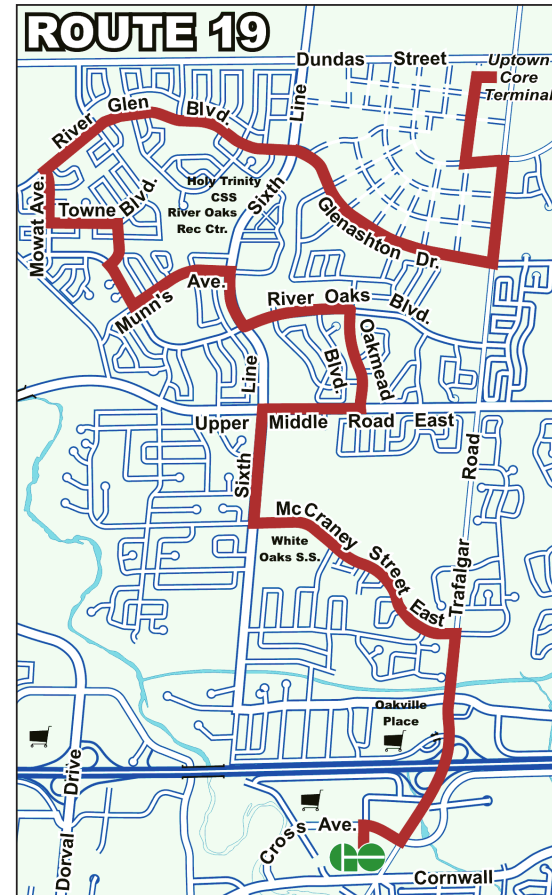 ROUTE 19
Dundas Street
Uptown
Core
Terminal
Line
River Glen Blvd.
Holy Trinity
CSS
River Oaks
Rec Ctr.
Sixth
Mowat Ave.
Towne Blvd.
Glenashton Dr.
Munn's Ave.
River Oaks Blvd.
Oakmead
Blvd.
Line
Upper Middle Road East
Sixth
Road
McCraney Street East
White
Oaks S.S.
Trafalgar
Oakville
Place
Dorval Drive
Cross Ave.
GO
Cornwall